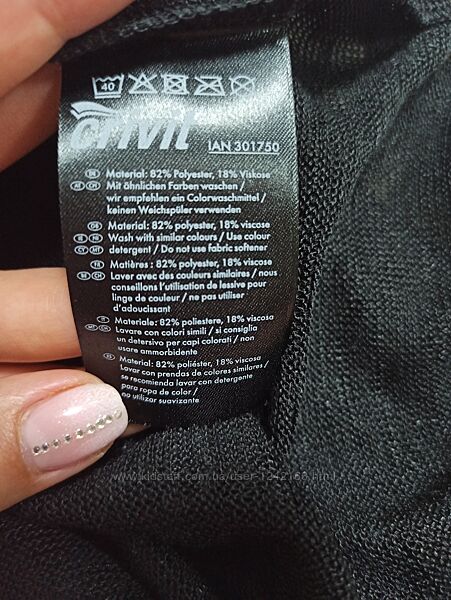 40
crivit
IAN 301750
Material: 82% Polyester, 18% Viskose
Mit ähnlichen Farben waschen /
wir empfehlen ein Colorwaschmittel /
keinen Weichspüler verwenden
Material: 82% polyester, 18% viscose
Wash with similar colours / Use colour
detergent / Do not use fabric softener
Matières : 82% polyester, 18% viscose
Laver avec des couleurs similaires / nous
conseillons l'utilisation de lessive pour
linge de couleur / ne pas utiliser
d'adoucissant
Materiale: 82% poliestere, 18% viscosa
Lavare con colori simili / si consiglia
un detersivo per capi colorati / non
usare ammorbidente
Material: 82% poliéster, 18% viscosa
Lavar con prendas de colores similares /
se recomienda lavar con detergente
para ropa de color /
no utilizar suavizante